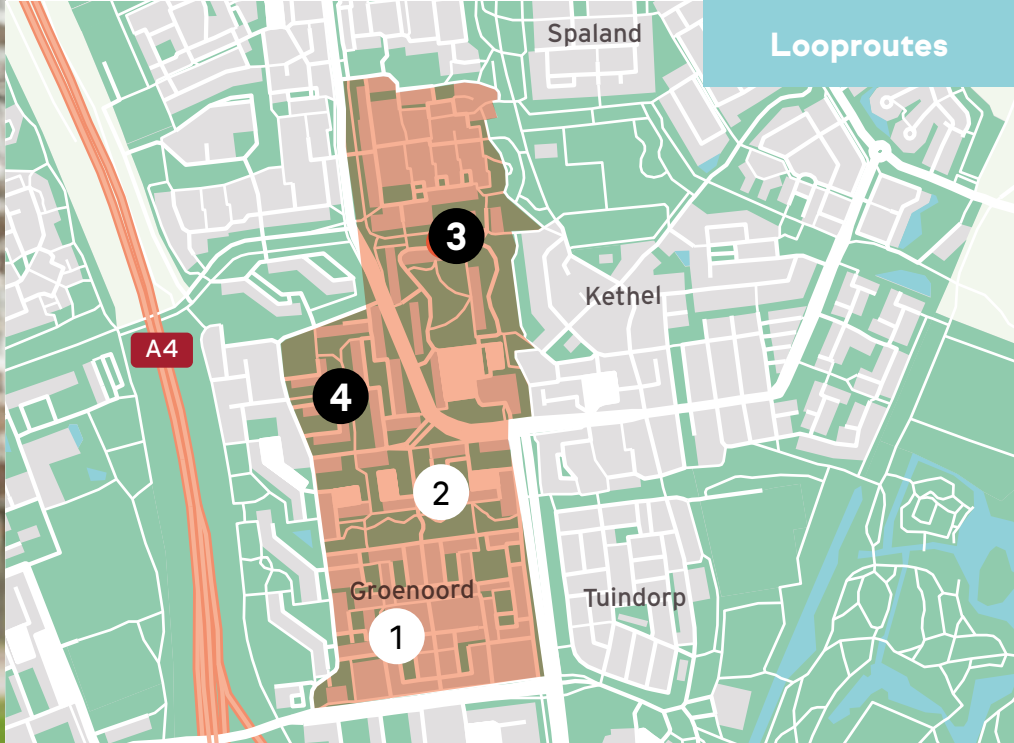 Spaland
Looproutes
3
Kethel
A4
4
2
Groenoord
Tuindorp
1